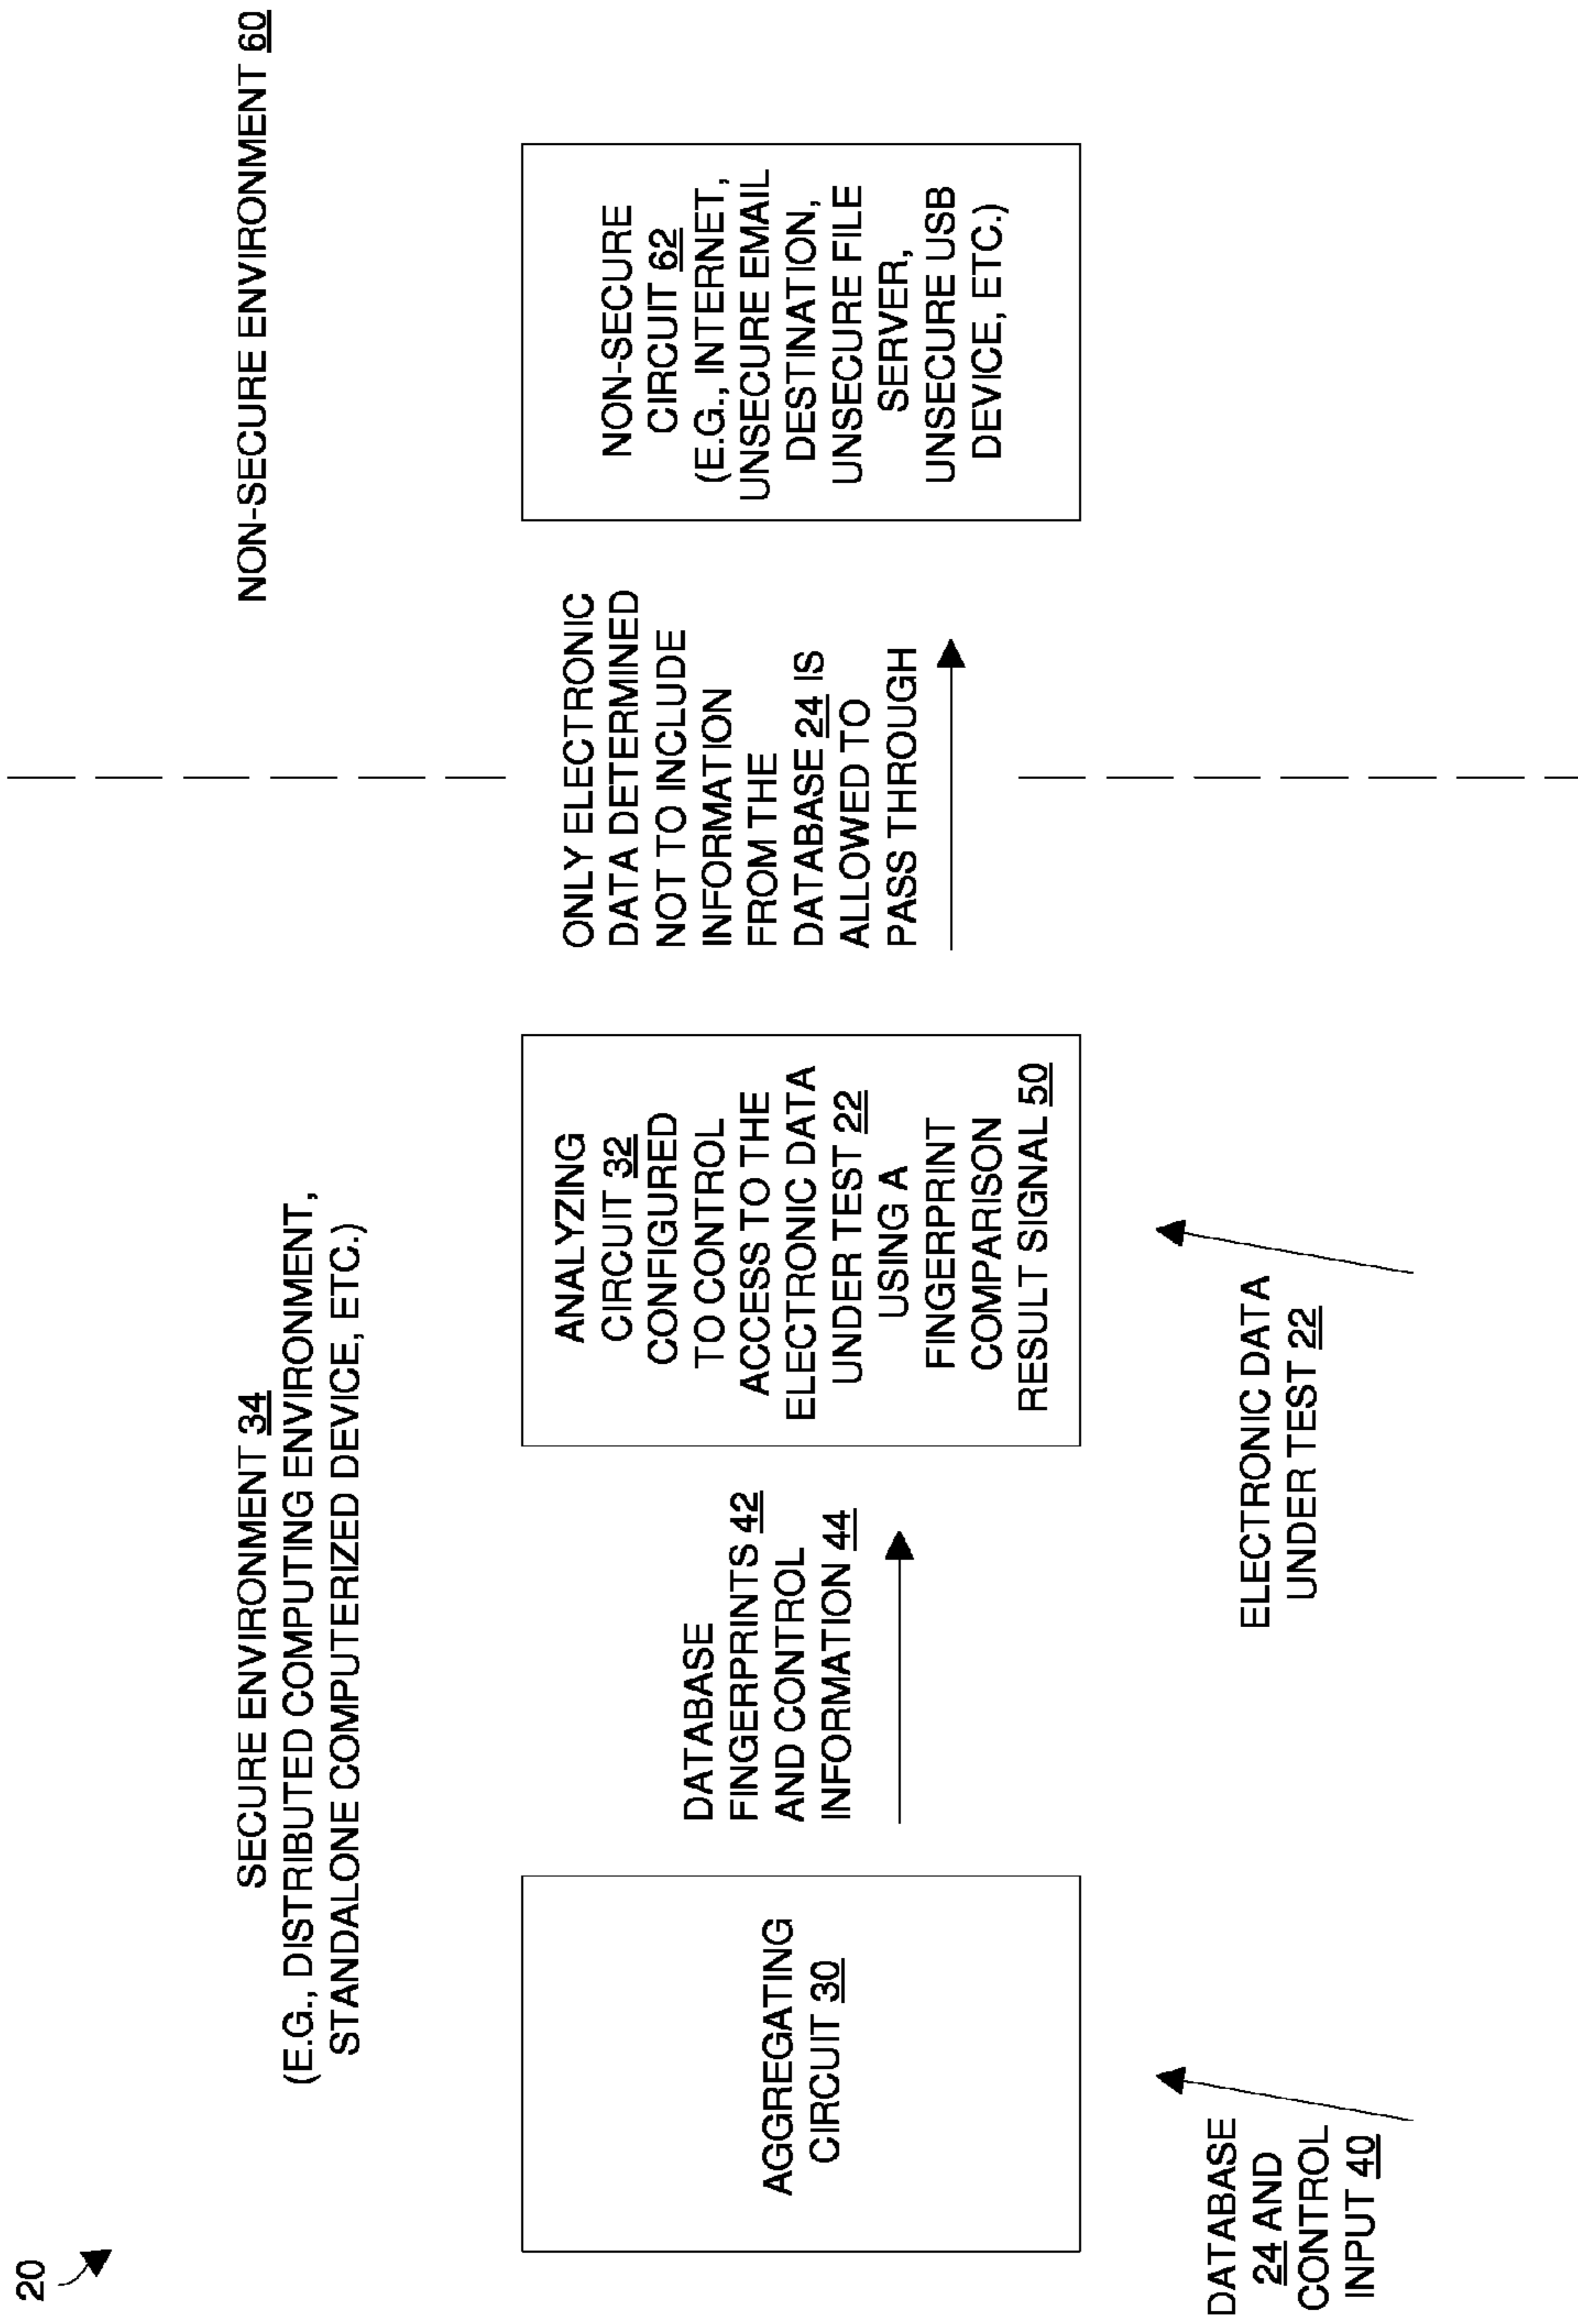 20
SECURE ENVIRONMENT 34
(E.G., DISTRIBUTED COMPUTING ENVIRONMENT,
STANDALONE COMPUTERIZED DEVICE, ETC.)
NON-SECURE ENVIRONMENT 60
AGGREGATING
CIRCUIT 30
DATABASE
FINGERPRINTS 42
AND CONTROL
INFORMATION 44
ANALYZING
CIRCUIT 32
CONFIGURED
TO CONTROL
ACCESS TO THE
ELECTRONIC DATA
UNDER TEST 22
USING A
FINGERPRINT
COMPARISON
RESULT SIGNAL 50
ONLY ELECTRONIC
DATA DETERMINED
NOT TO INCLUDE
INFORMATION
FROM THE
DATABASE 24 IS
ALLOWED TO
PASS THROUGH
NON-SECURE
CIRCUIT 62
(E.G., INTERNET,
UNSECURE EMAIL
DESTINATION,
UNSECURE FILE
SERVER,
UNSECURE USB
DEVICE, ETC.)
DATABASE
24 AND
CONTROL
INPUT 40
ELECTRONIC DATA
UNDER TEST 22